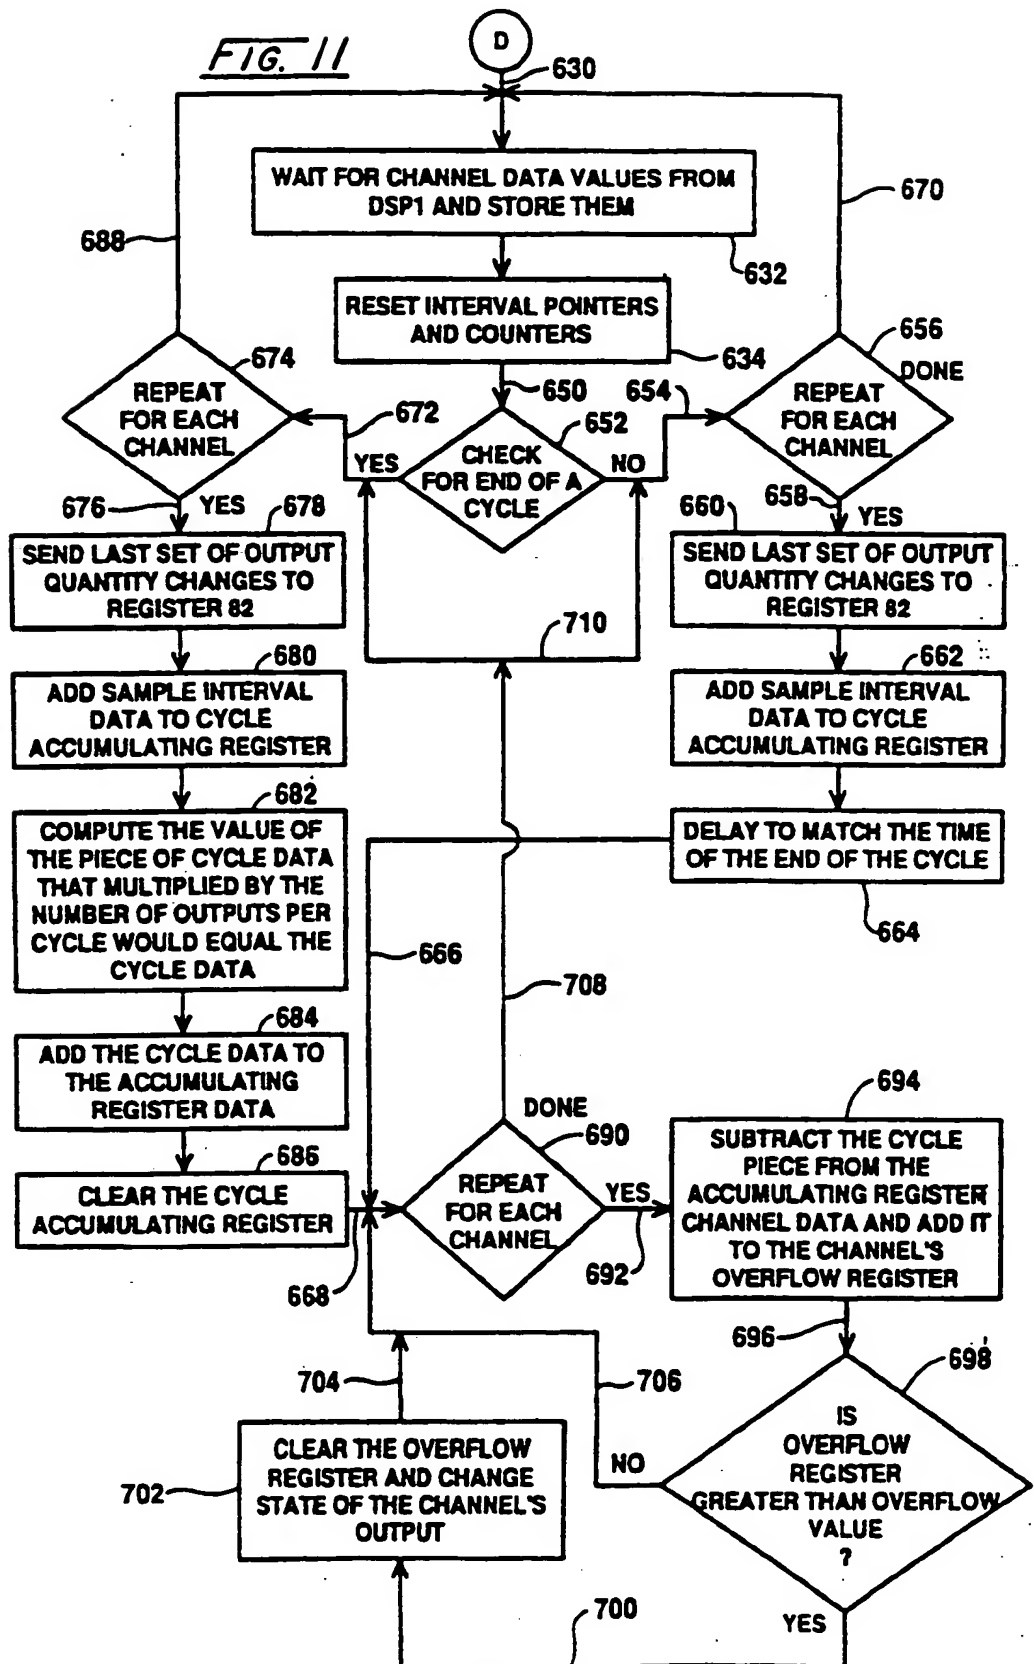 FIG. 11
D
630
WAIT FOR CHANNEL DATA VALUES FROM
DSP1 AND STORE THEM
632
670
688
RESET INTERVAL POINTERS
AND COUNTERS
634
650
656
DONE
674
REPEAT
FOR EACH
CHANNEL
672
YES
652
CHECK
FOR END OF A
CYCLE
NO
654
REPEAT
FOR EACH
CHANNEL
676
YES
678
SEND LAST SET OF OUTPUT
QUANTITY CHANGES TO
REGISTER 82
658
YES
660
SEND LAST SET OF OUTPUT
QUANTITY CHANGES TO
REGISTER 82
710
680
ADD SAMPLE INTERVAL
DATA TO CYCLE
ACCUMULATING REGISTER
662
ADD SAMPLE INTERVAL
DATA TO CYCLE
ACCUMULATING REGISTER
682
COMPUTE THE VALUE OF
THE PIECE OF CYCLE DATA
THAT MULTIPLIED BY THE
NUMBER OF OUTPUTS PER
CYCLE WOULD EQUAL THE
CYCLE DATA
DELAY TO MATCH THE TIME
OF THE END OF THE CYCLE
664
666
708
684
ADD THE CYCLE DATA TO
THE ACCUMULATING
REGISTER DATA
686
CLEAR THE CYCLE
ACCUMULATING REGISTER
668
DONE
690
REPEAT
FOR EACH
CHANNEL
YES
692
694
SUBTRACT THE CYCLE
PIECE FROM THE
ACCUMULATING REGISTER
CHANNEL DATA AND ADD IT
TO THE CHANNEL'S
OVERFLOW REGISTER
696
698
IS
OVERFLOW
REGISTER
GREATER THAN OVERFLOW
VALUE
?
NO
706
704
CLEAR THE OVERFLOW
REGISTER AND CHANGE
STATE OF THE CHANNEL'S
OUTPUT
702
YES
700